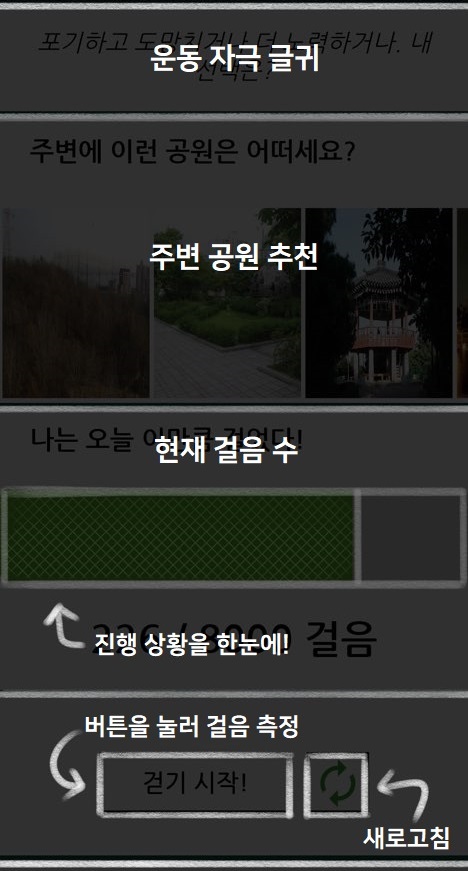 포기하고 도망치거나 더 노력하거나. 내
운동 자극 글귀
선택은?
주변에 이런 공원은 어떠세요?
주변 공원 추천
나는 오늘 이만큼 걸었다!
현재 걸음 수
226 / 8000 걸음
진행 상황을 한눈에!
버튼을 눌러 걸음 측정
걷기 시작!
새로고침